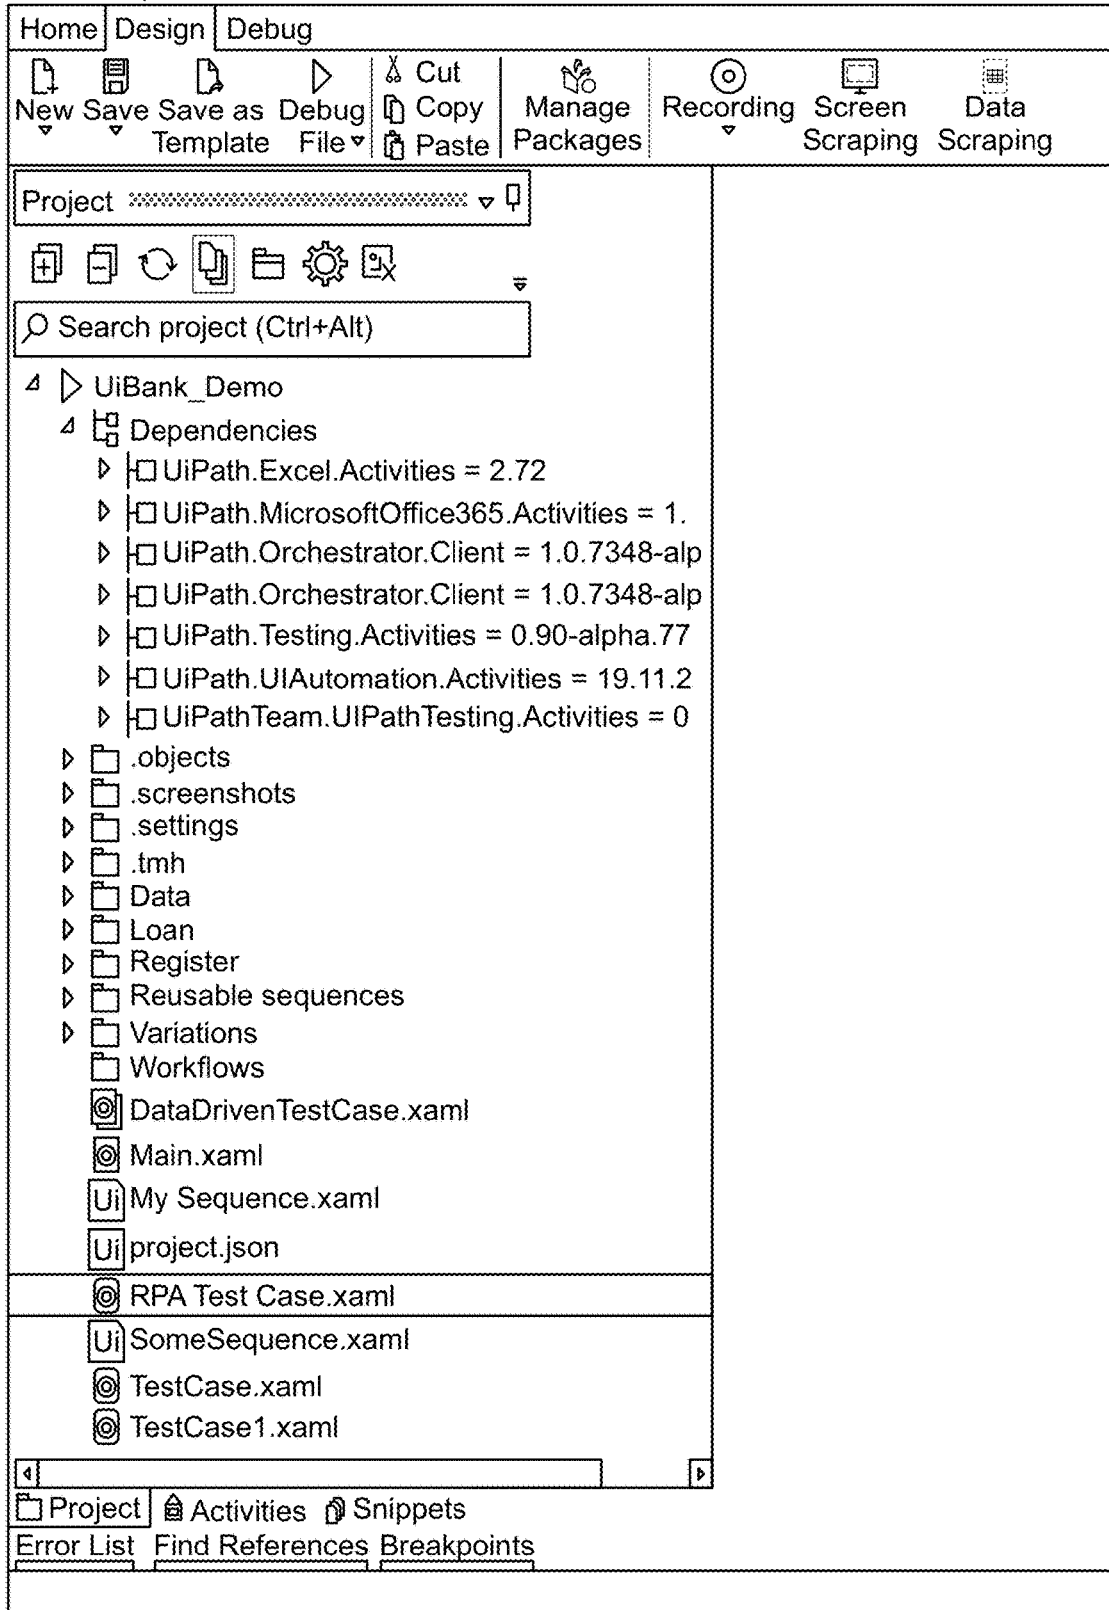 Home Design Debug
New Save Save as Template Debug File Cut Copy Paste Manage Packages Recording Screen Scraping Data Scraping
Project
Search project (Ctrl+Alt)
UiBank_Demo
Dependencies
UiPath.Excel.Activities = 2.72
UiPath.MicrosoftOffice365.Activities = 1.
UiPath.Orchestrator.Client = 1.0.7348-alp
UiPath.Orchestrator.Client = 1.0.7348-alp
UiPath.Testing.Activities = 0.90-alpha.77
UiPath.UIAutomation.Activities = 19.11.2
UiPathTeam.UIPathTesting.Activities = 0
.objects
.screenshots
.settings
.tmh
Data
Loan
Register
Reusable sequences
Variations
Workflows
DataDrivenTestCase.xaml
Main.xaml
Ui My Sequence.xaml
Ui project.json
RPA Test Case.xaml
Ui SomeSequence.xaml
TestCase.xaml
TestCase1.xaml
Project Activities Snippets
Error List Find References Breakpoints